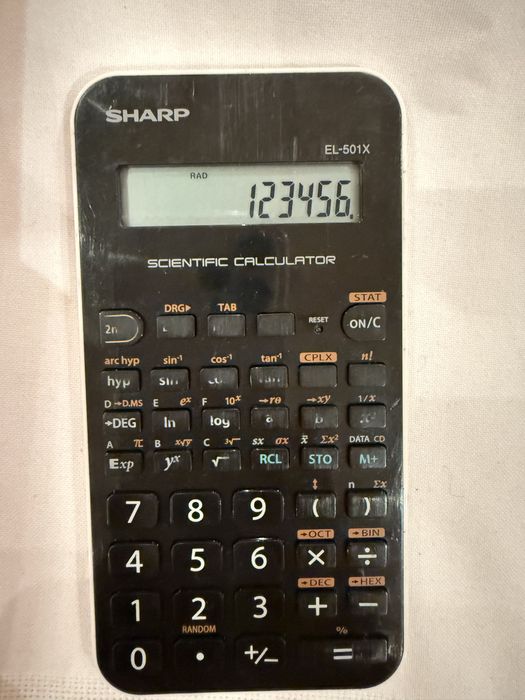 SHARP
EL-501X
RAD
123456.
SCIENTIFIC CALCULATOR
STAT
DRG▶ TAB
2n RESET ON/C
arc hyp sin⁻¹ cos⁻¹ tan⁻¹ CPLX n!
hyp sin
D →D.MS E eˣ F 10ˣ →rθ →xy 1/x
→DEG ln log a b x²
A π B ˣ√y C ³√ sx σx x̄ Σx² DATA CD
Exp yˣ √ RCL STO M+
↕ n Σx
7 8 9 ( )
→OCT →BIN
4 5 6 × ÷
→DEC →HEX
1 2 3 + −
RANDOM %
0 • +/− =